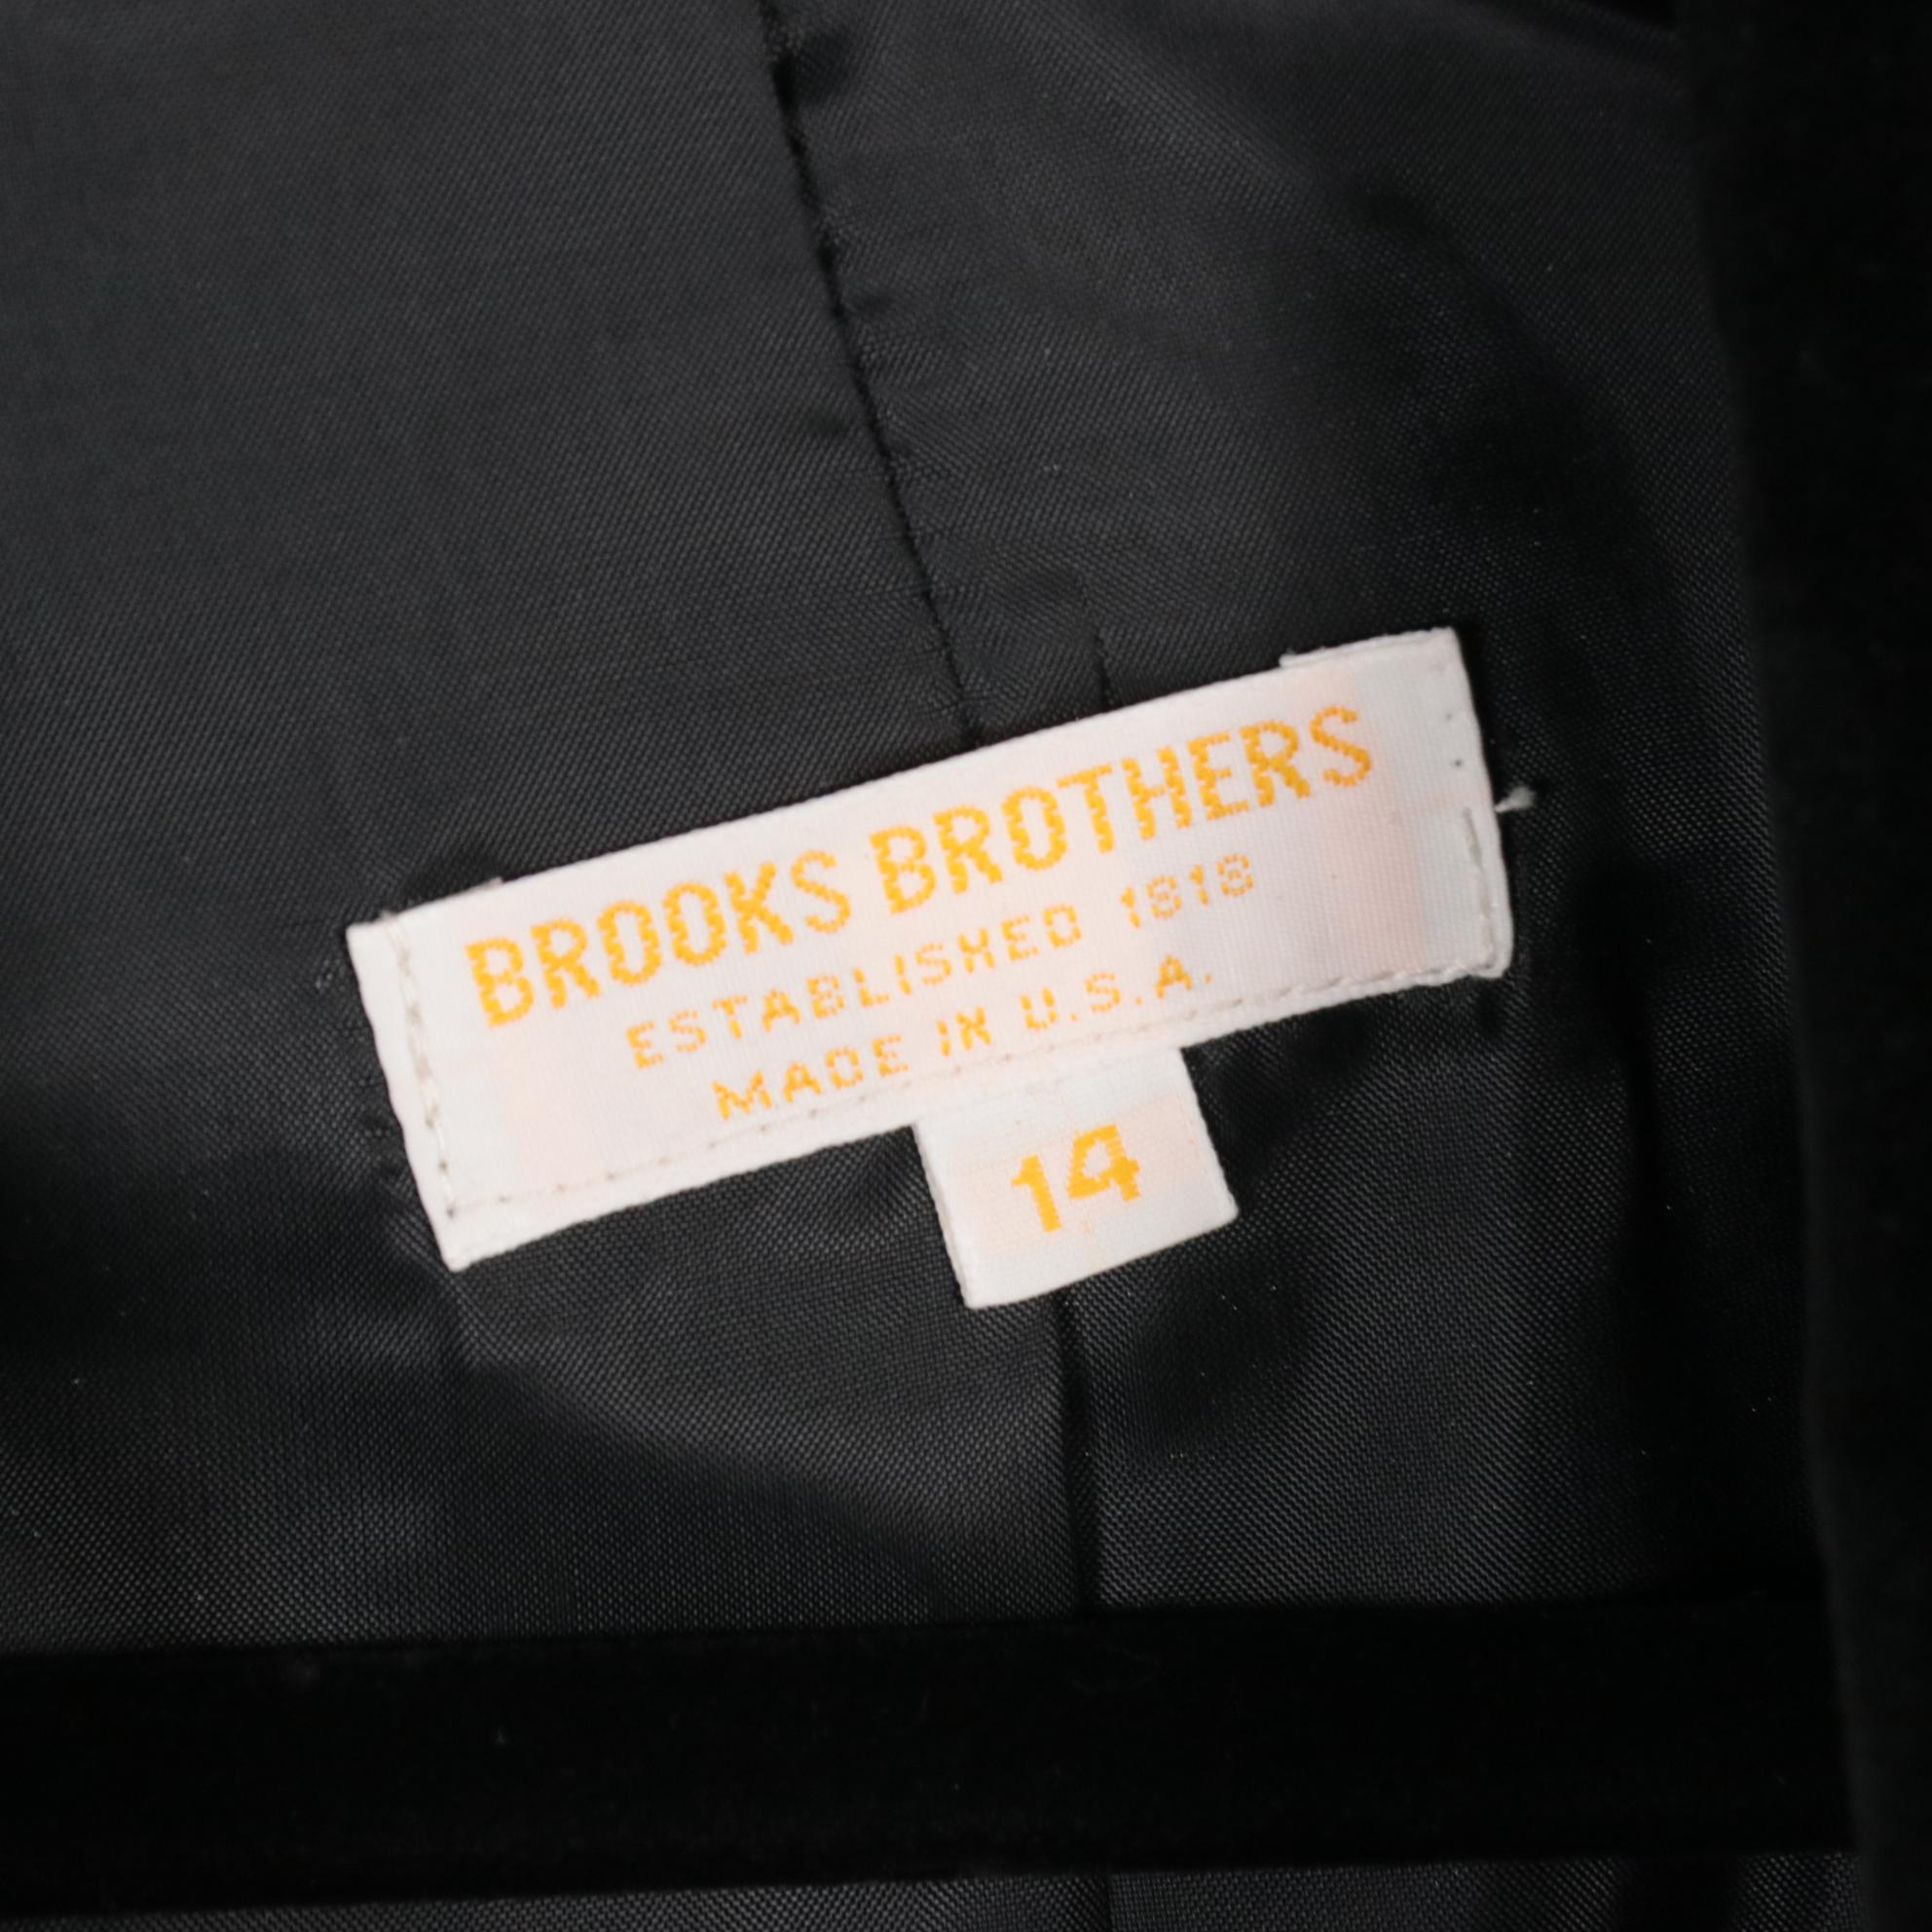 BROOKS BROTHERS
ESTABLISHED 1818
MADE IN U.S.A.
14